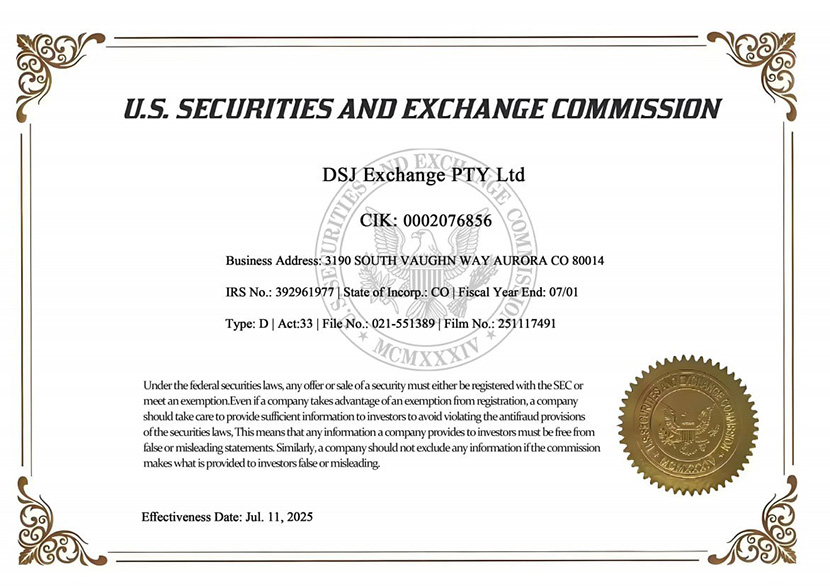 U.S. SECURITIES AND EXCHANGE COMMISSION
DSJ Exchange PTY Ltd
CIK: 0002076856
Business Address: 3190 SOUTH VAUGHN WAY AURORA CO 80014
IRS No.: 392961977 | State of Incorp.: CO | Fiscal Year End: 07/01
Type: D | Act:33 | File No.: 021-551389 | Film No.: 251117491
U.S. SECURITIES AND EXCHANGE COMMISSION
MCMXXXIV
Under the federal securities laws, any offer or sale of a security must either be registered with the SEC or
meet an exemption.Even if a company takes advantage of an exemption from registration, a company
should take care to provide sufficient information to investors to avoid violating the antifraud provisions
of the securities laws, This means that any information a company provides to investors must be free from
false or misleading statements. Similarly, a company should not exclude any information if the commission
makes what is provided to investors false or misleading.
U.S. SECURITIES AND EXCHANGE COMMISSION
MCMXXXIV
Effectiveness Date: Jul. 11, 2025